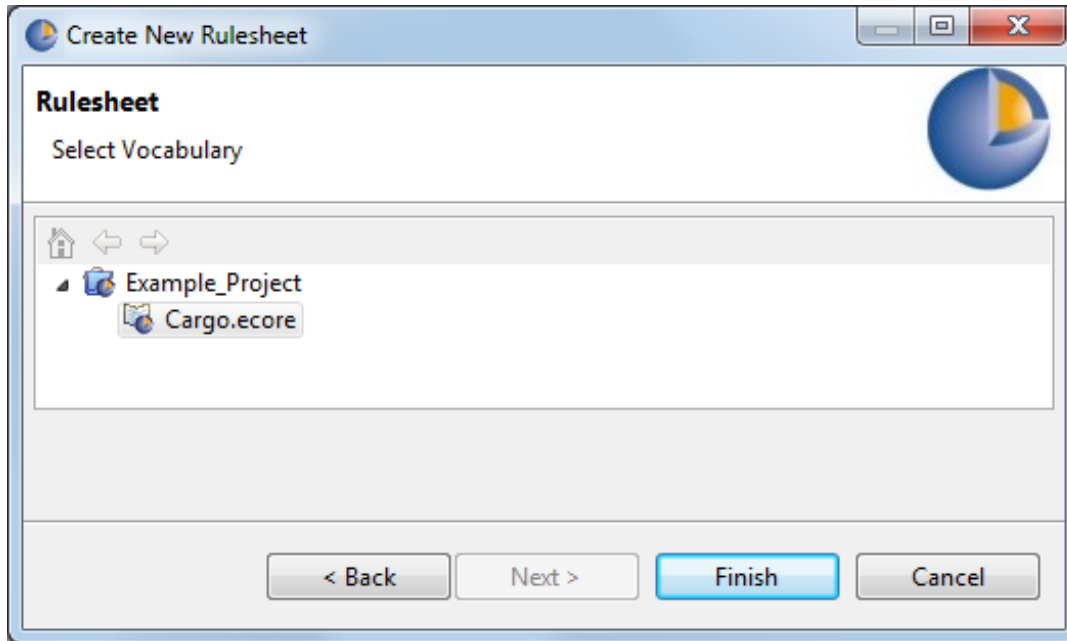 Create New Rulesheet
Rulesheet
Select Vocabulary
Example_Project
Cargo.ecore
< Back Next > Finish Cancel